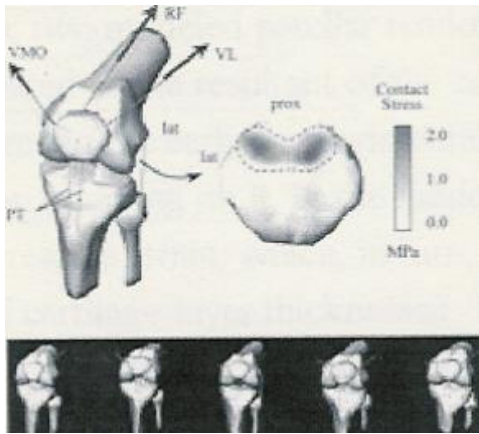 RF
VMO
VL
Contact
Stress
prox
lat
lat
2.0
1.0
0.0
PT
MPa